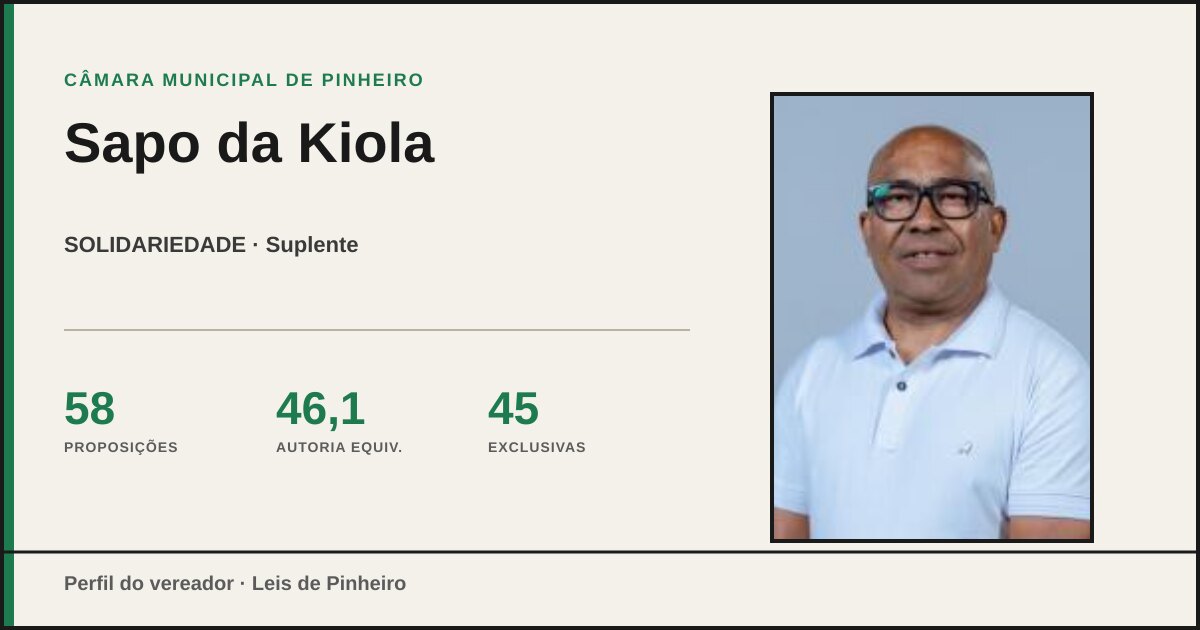 CÂMARA MUNICIPAL DE PINHEIRO
Sapo da Kiola
SOLIDARIEDADE · Suplente
58
PROPOSIÇÕES
46,1
AUTORIA EQUIV.
45
EXCLUSIVAS
Perfil do vereador · Leis de Pinheiro